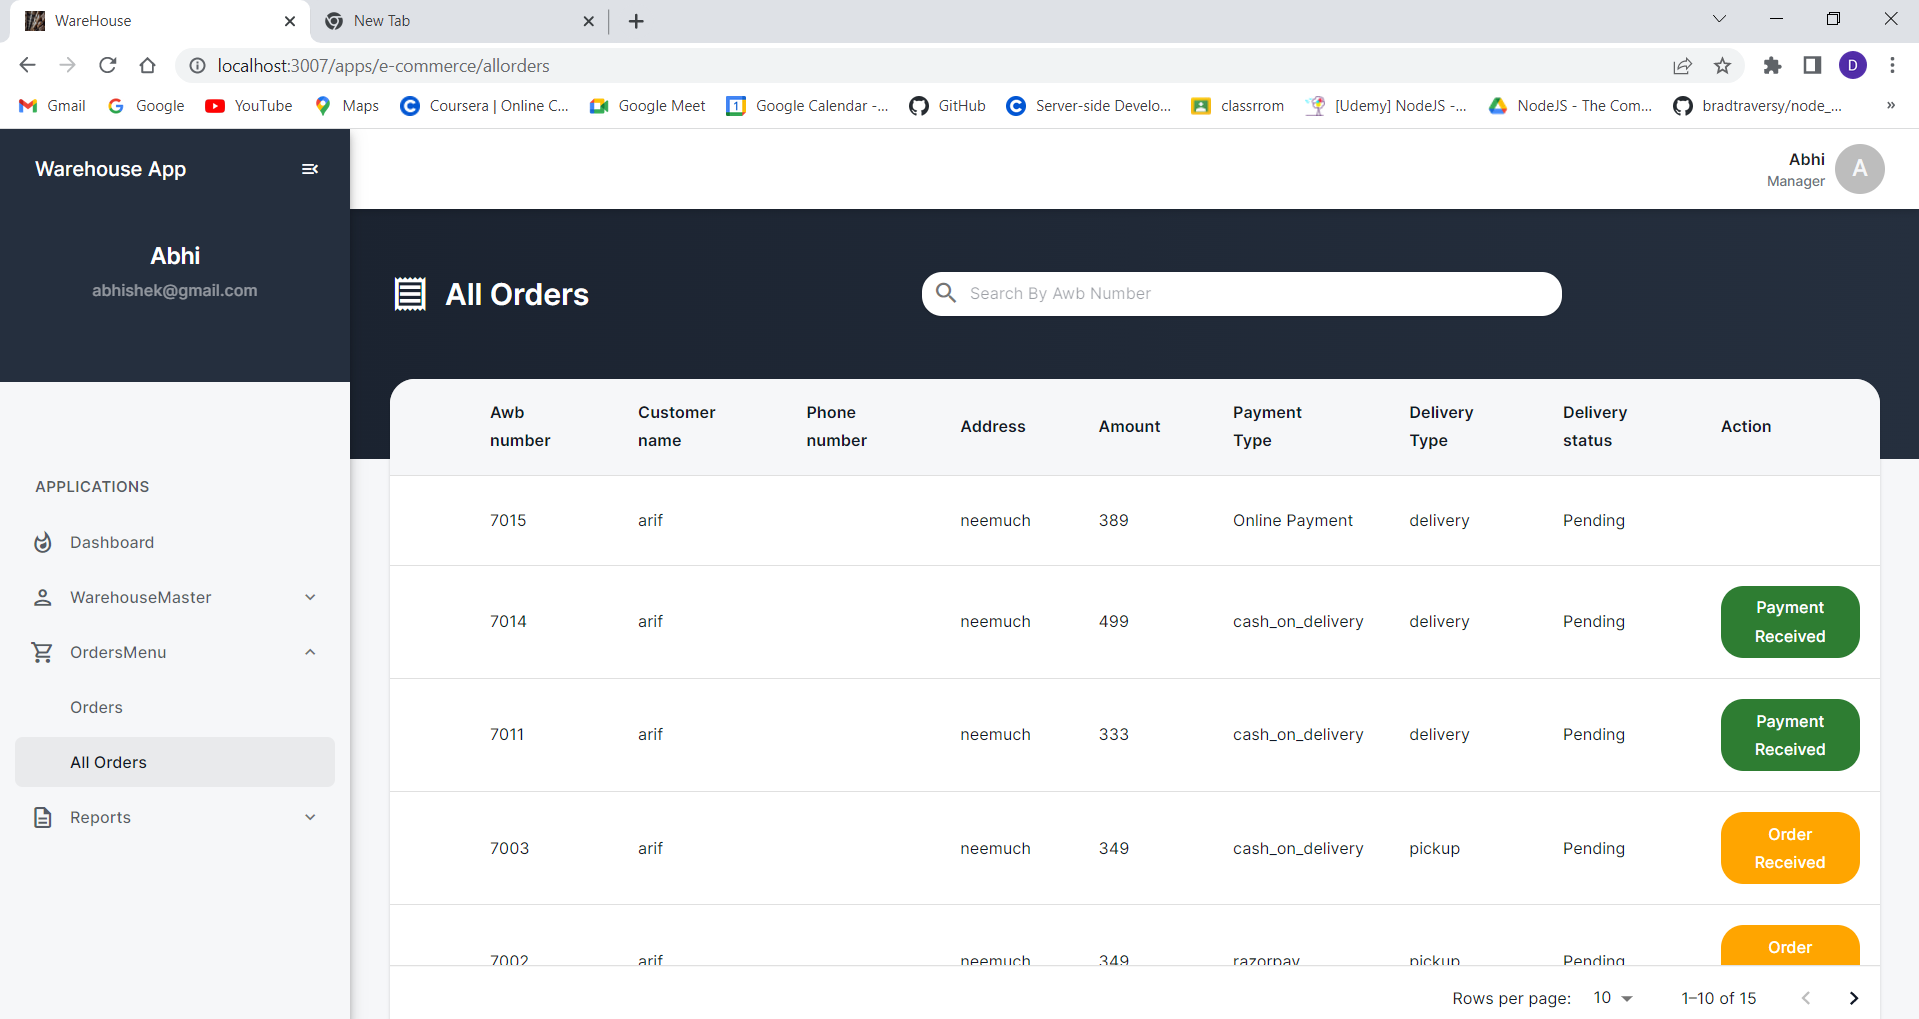 WareHouse
New Tab
localhost:3007/apps/e-commerce/allorders
D
Gmail
Google
YouTube
Maps
Coursera | Online C...
Google Meet
1
Google Calendar -...
GitHub
Server-side Develo...
classrrom
[Udemy] NodeJS -...
NodeJS - The Com...
bradtraversy/node_...
»
Warehouse App
Abhi
Manager
A
Abhi
abhishek@gmail.com
All Orders
Search By Awb Number
APPLICATIONS
Dashboard
WarehouseMaster
OrdersMenu
Orders
All Orders
Reports
Awb number Customer name Phone number Address Amount Payment Type Delivery Type Delivery status Action
7015 arif neemuch 389 Online Payment delivery Pending
7014 arif neemuch 499 cash_on_delivery delivery Pending Payment Received
7011 arif neemuch 333 cash_on_delivery delivery Pending Payment Received
7003 arif neemuch 349 cash_on_delivery pickup Pending Order Received
7002 arif neemuch 349 razorpay pickup Pending Order
Rows per page: 10 1–10 of 15